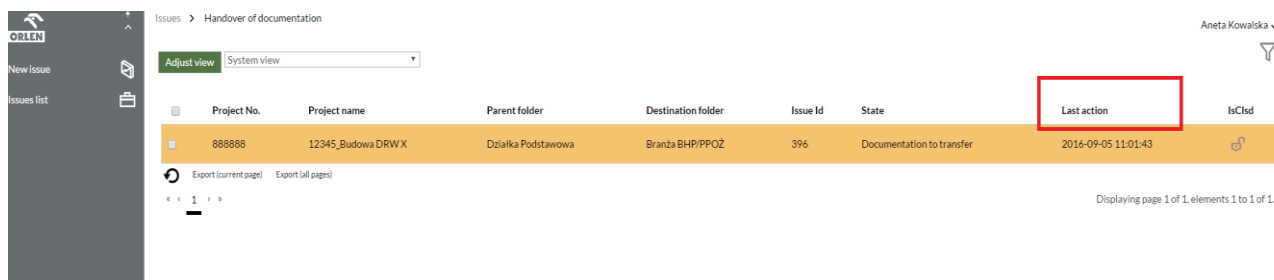 ORLEN
New issue
Issues list
Issues > Handover of documentation
Aneta Kowalska
Adjust view System view
Project No. Project name Parent folder Destination folder Issue Id State Last action IsClsd
888888 12345_Budowa DRW X Działka Podstawowa Branża BHP/PPOŻ 396 Documentation to transfer 2016-09-05 11:01:43
Export (current page) Export (all pages)
« ‹ 1 › »
Displaying page 1 of 1, elements 1 to 1 of 1.